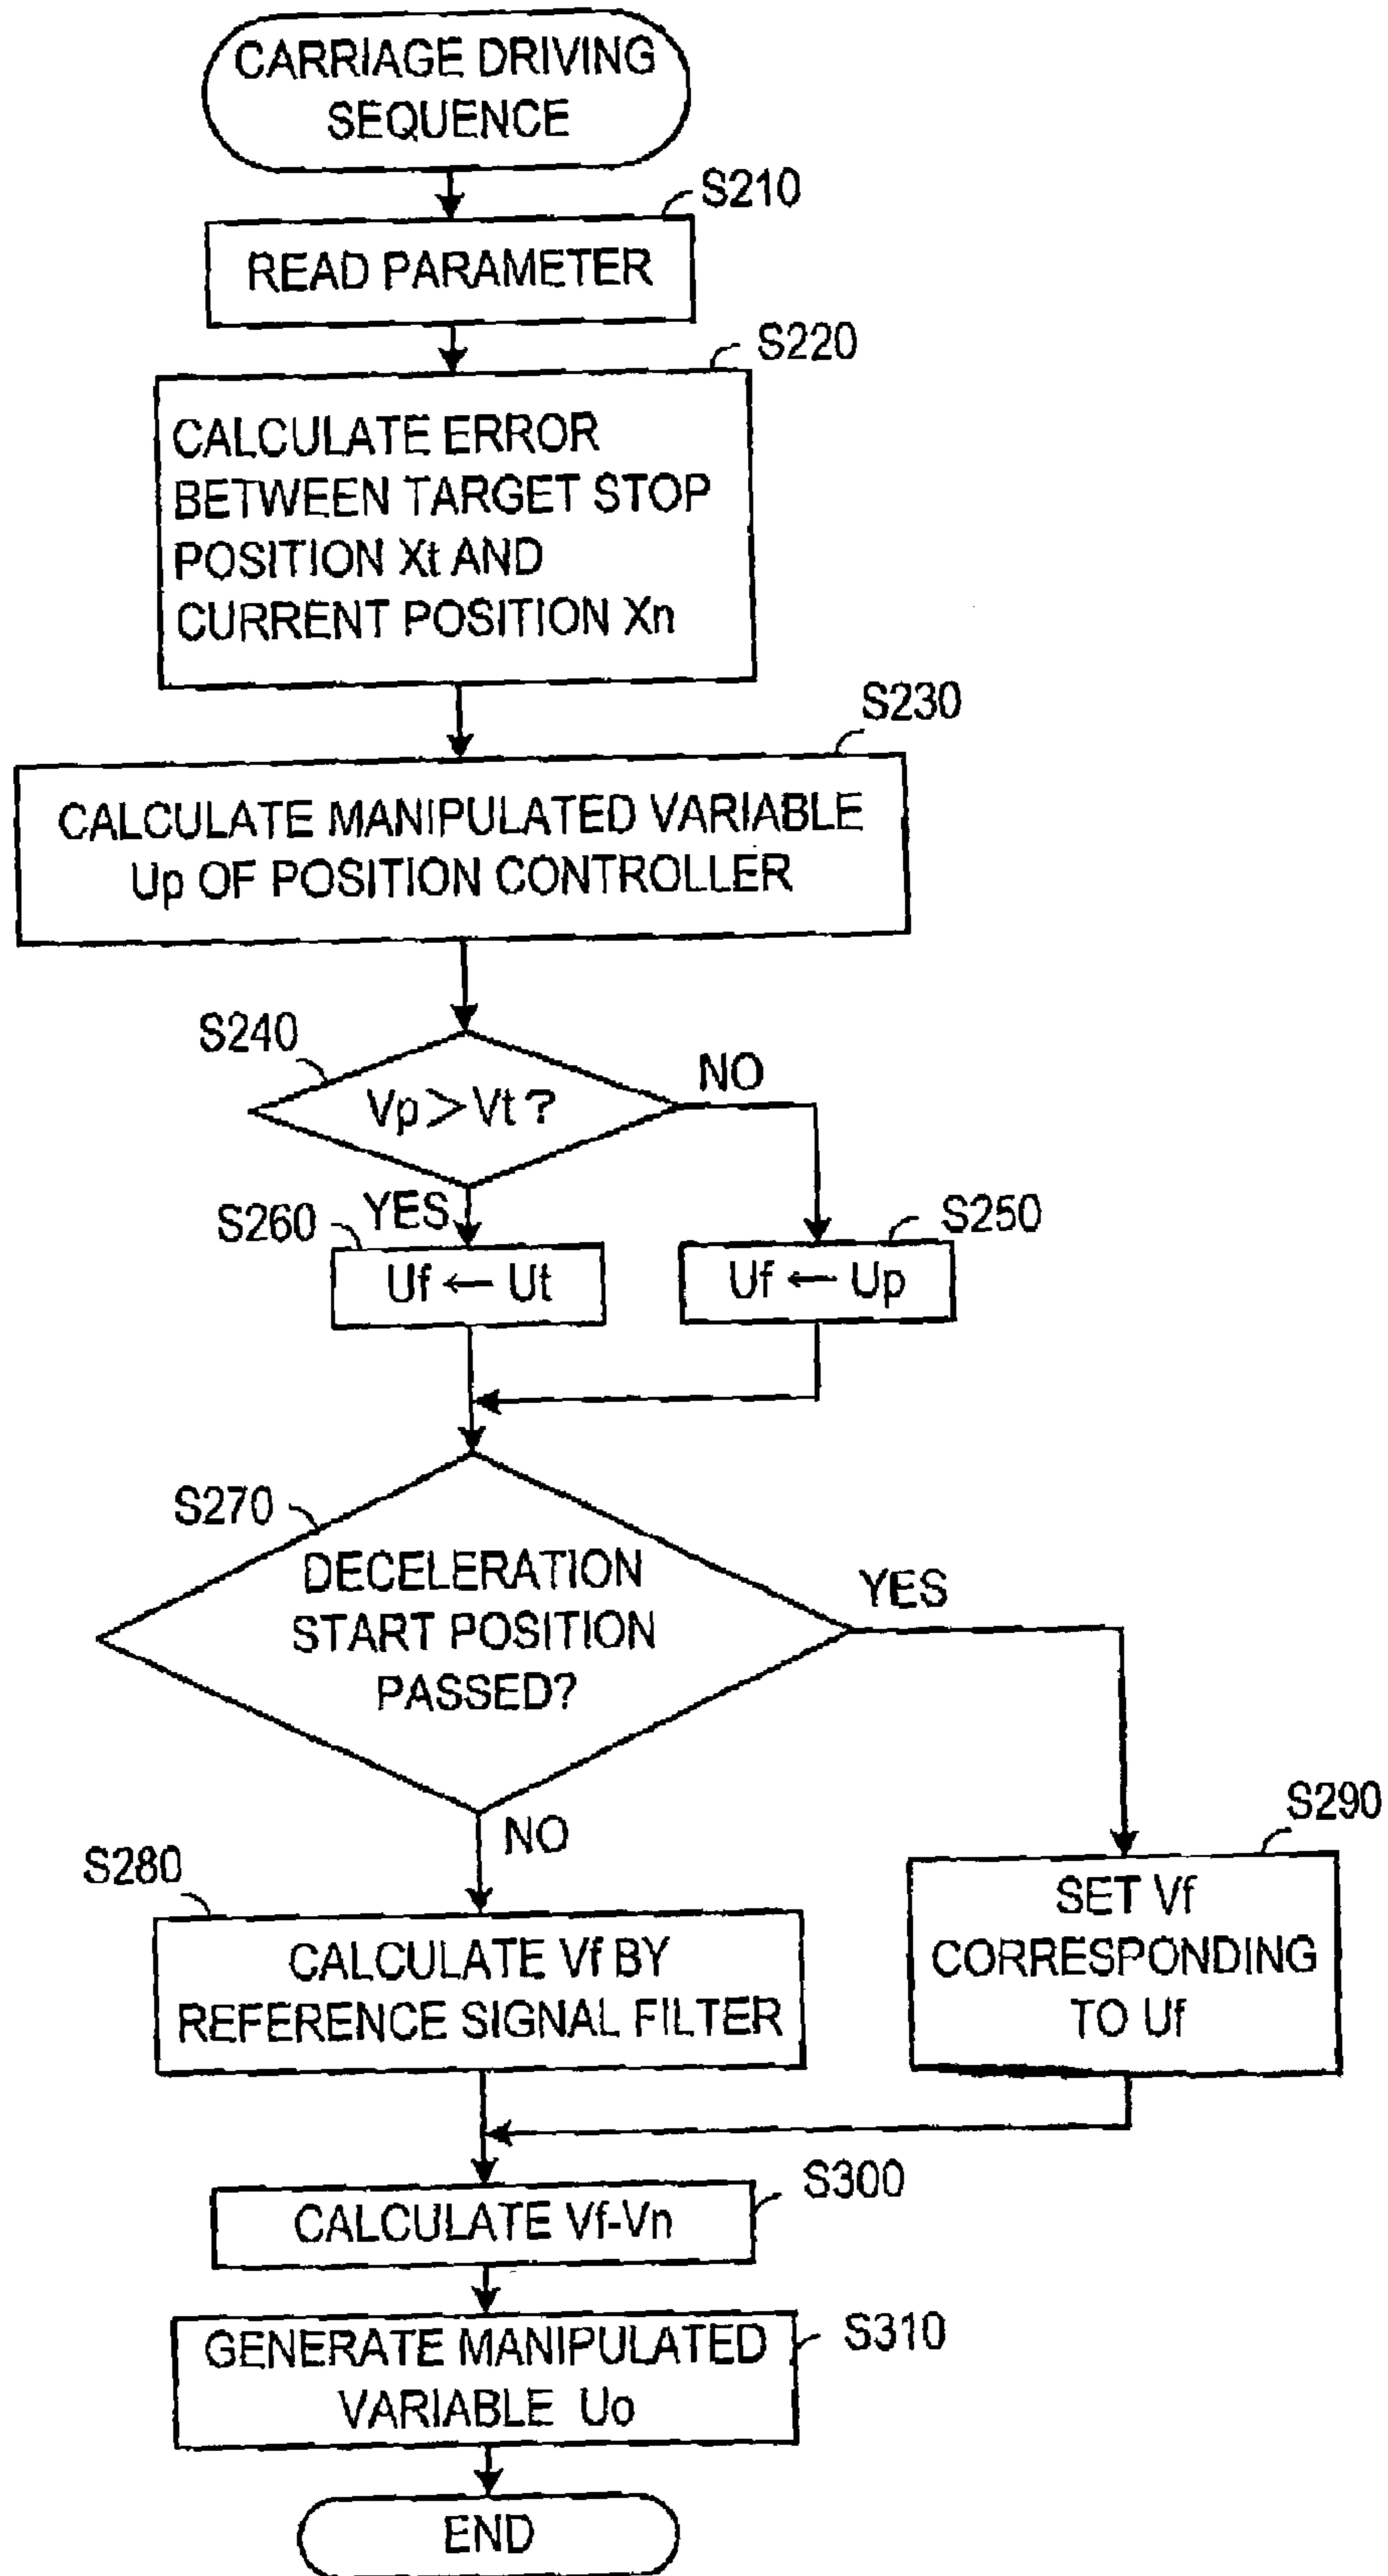 CARRIAGE DRIVING
SEQUENCE
S210
READ PARAMETER
S220
CALCULATE ERROR
BETWEEN TARGET STOP
POSITION Xt AND
CURRENT POSITION Xn
S230
CALCULATE MANIPULATED VARIABLE
Up OF POSITION CONTROLLER
S240
Vp>Vt?
NO
YES
S260
Uf ← Ut
S250
Uf ← Up
S270
DECELERATION
START POSITION
PASSED?
YES
NO
S280
CALCULATE Vf BY
REFERENCE SIGNAL FILTER
S290
SET Vf
CORRESPONDING
TO Uf
S300
CALCULATE Vf-Vn
S310
GENERATE MANIPULATED
VARIABLE Uo
END